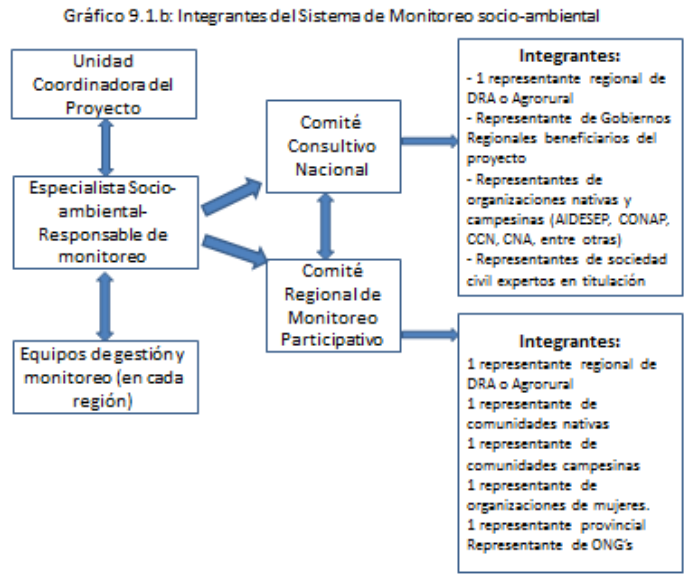 Gráfico 9.1.b: Integrantes del Sistema de Monitoreo socio-ambiental
Unidad
Coordinadora del
Proyecto
Especialista Socio-
ambiental-
Responsable de
monitoreo
Equipos de gestión y
monitoreo (en cada
región)
Comité
Consultivo
Nacional
Comité
Regional de
Monitoreo
Participativo
Integrantes:
- 1 representante regional de
DRA o Agrorural
- Representante de Gobiernos
Regionales beneficiarios del
proyecto
- Representantes de
organizaciones nativas y
campesinas (AIDESEP, CONAP,
CCN, CNA, entre otras)
- Representantes de sociedad
civil expertos en titulación
Integrantes:
1 representante regional de
DRA o Agrorural
1 representante de
comunidades nativas
1 representante de
comunidades campesinas
1 representante de
organizaciones de mujeres.
1 representante provincial
Representante de ONG's